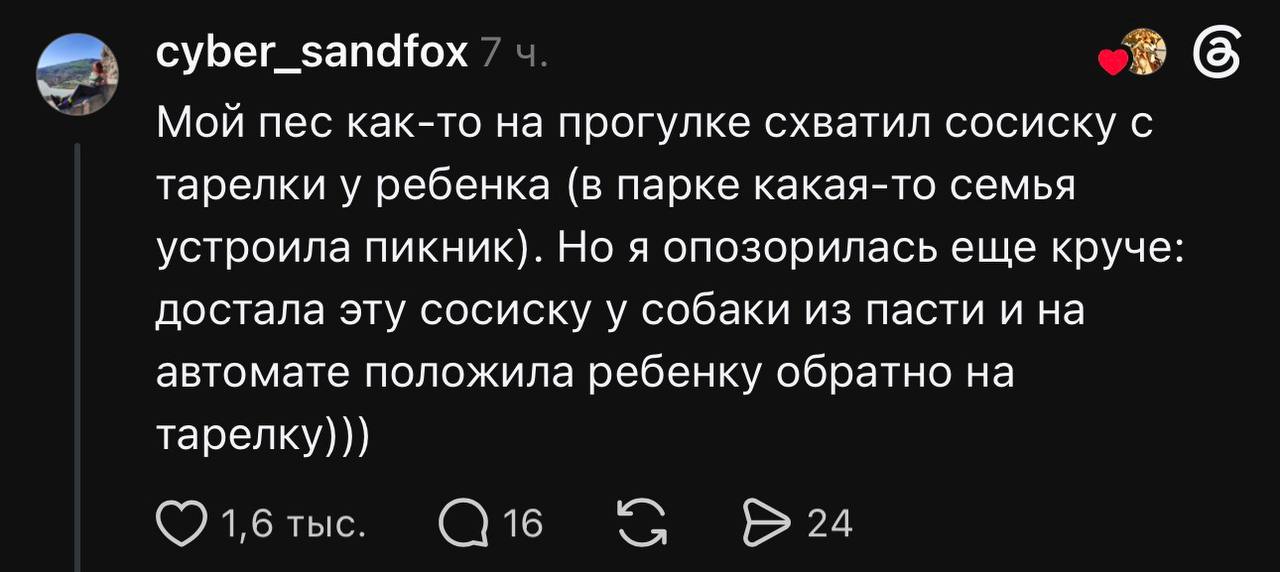 cyber_sandfox 7 ч.
Мой пес как-то на прогулке схватил сосиску с
тарелки у ребенка (в парке какая-то семья
устроила пикник). Но я опозорилась еще круче:
достала эту сосиску у собаки из пасти и на
автомате положила ребенку обратно на
тарелку)))
1,6 тыс. 16 24